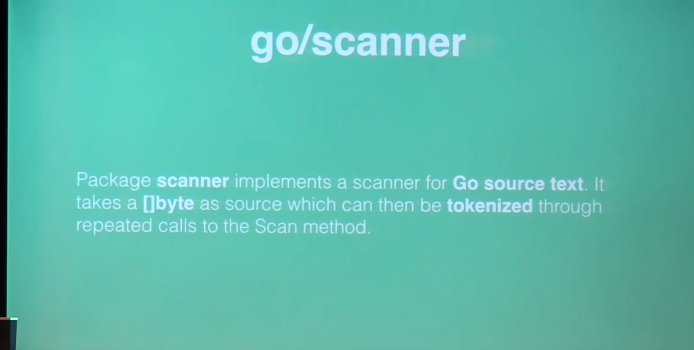 go/scanner
Package scanner implements a scanner for Go source text. It
takes a []byte as source which can then be tokenized through
repeated calls to the Scan method.